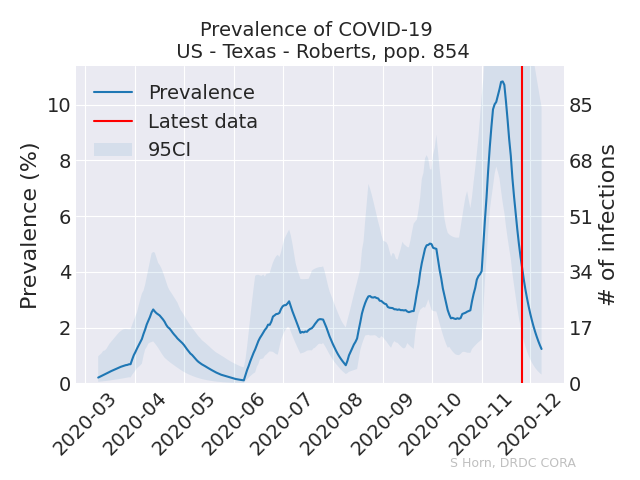 Prevalence of COVID-19
US - Texas - Roberts, pop. 854
Prevalence (%)
10
8
6
4
2
0
Prevalence
Latest data
95CI
85
68
51
34
17
0
# of infections
2020-03
2020-04
2020-05
2020-06
2020-07
2020-08
2020-09
2020-10
2020-11
2020-12
S Horn, DRDC CORA